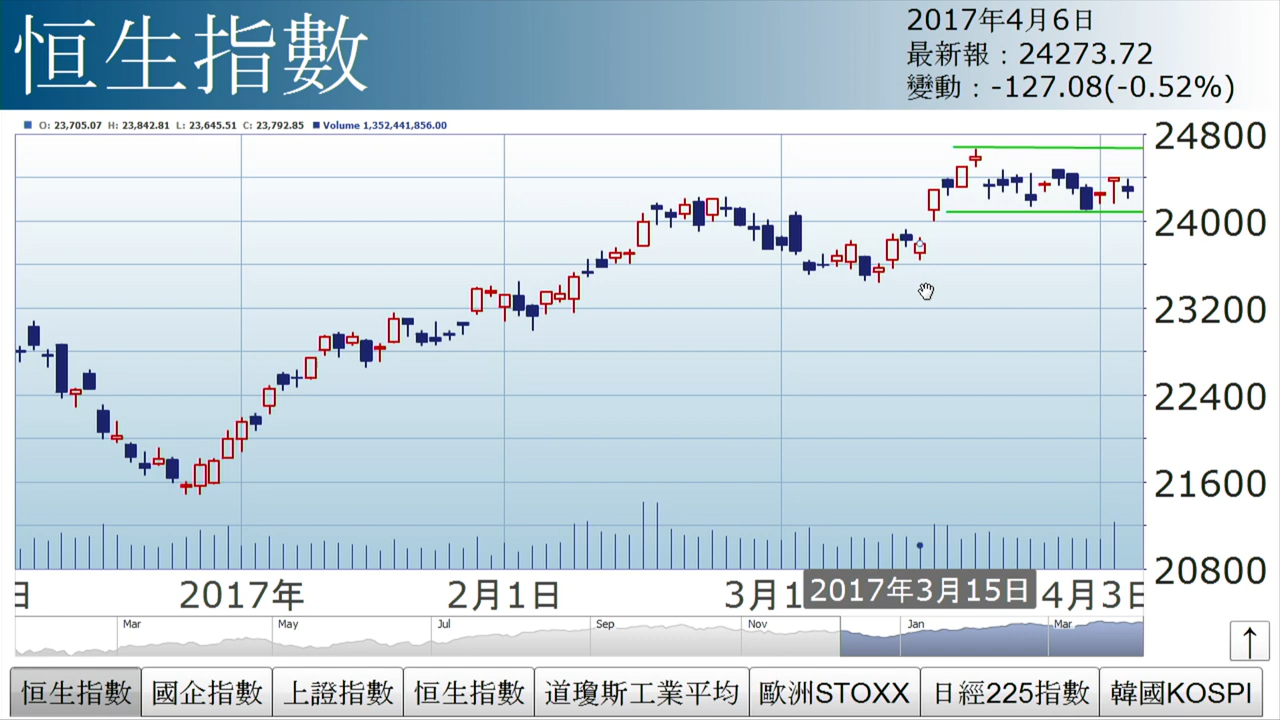 恒生指數
2017年4月6日
最新報：24273.72
變動：-127.08(-0.52%)
O: 23,705.07 H: 23,842.81 L: 23,645.51 C: 23,792.85 Volume 1,352,441,856.00
24800
24000
23200
22400
21600
20800
日 2017年 2月1日 3月1 2017年3月15日 4月3日
Mar May Jul Sep Nov Jan Mar
↑
恒生指數 國企指數 上證指數 恒生指數 道瓊斯工業平均 歐洲STOXX 日經225指數 韓國KOSPI